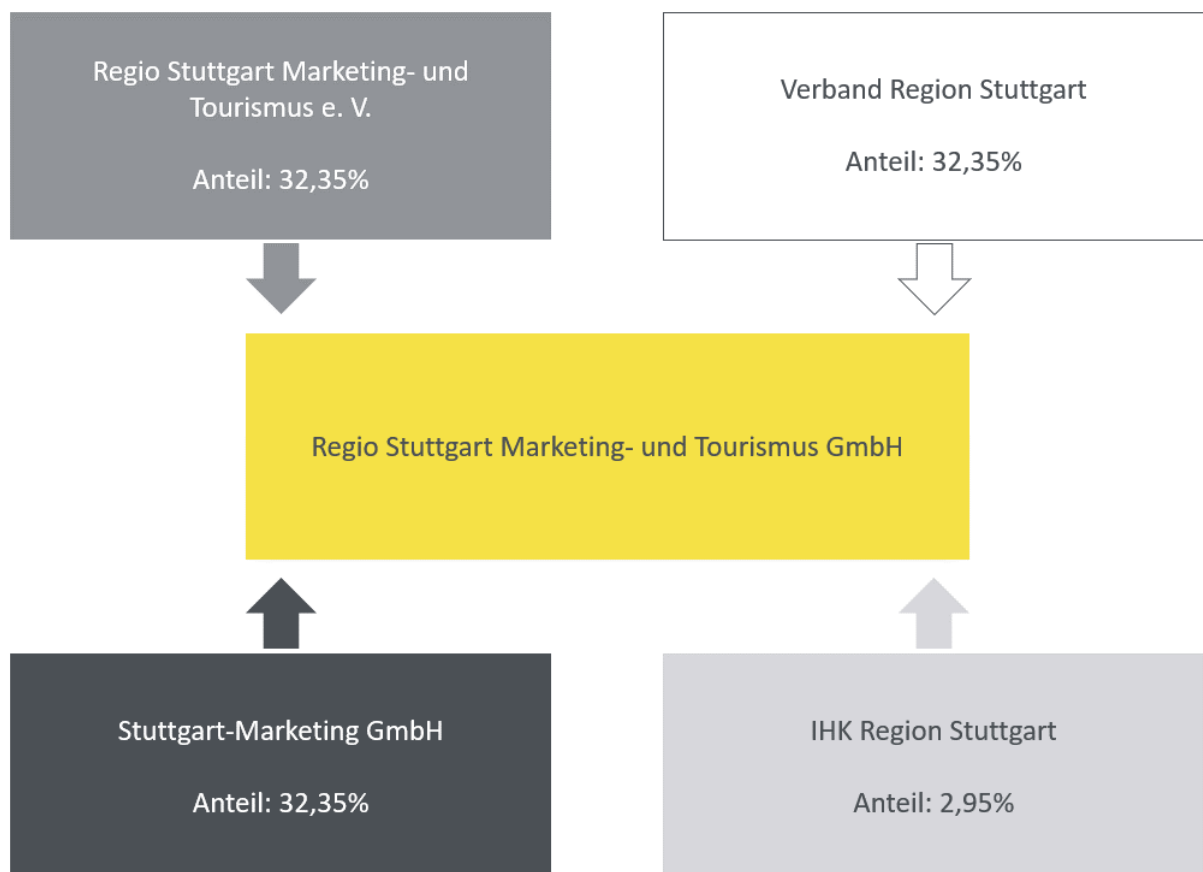 Regio Stuttgart Marketing- und
Tourismus e. V.
Anteil: 32,35%
Verband Region Stuttgart
Anteil: 32,35%
Regio Stuttgart Marketing- und Tourismus GmbH
Stuttgart-Marketing GmbH
Anteil: 32,35%
IHK Region Stuttgart
Anteil: 2,95%